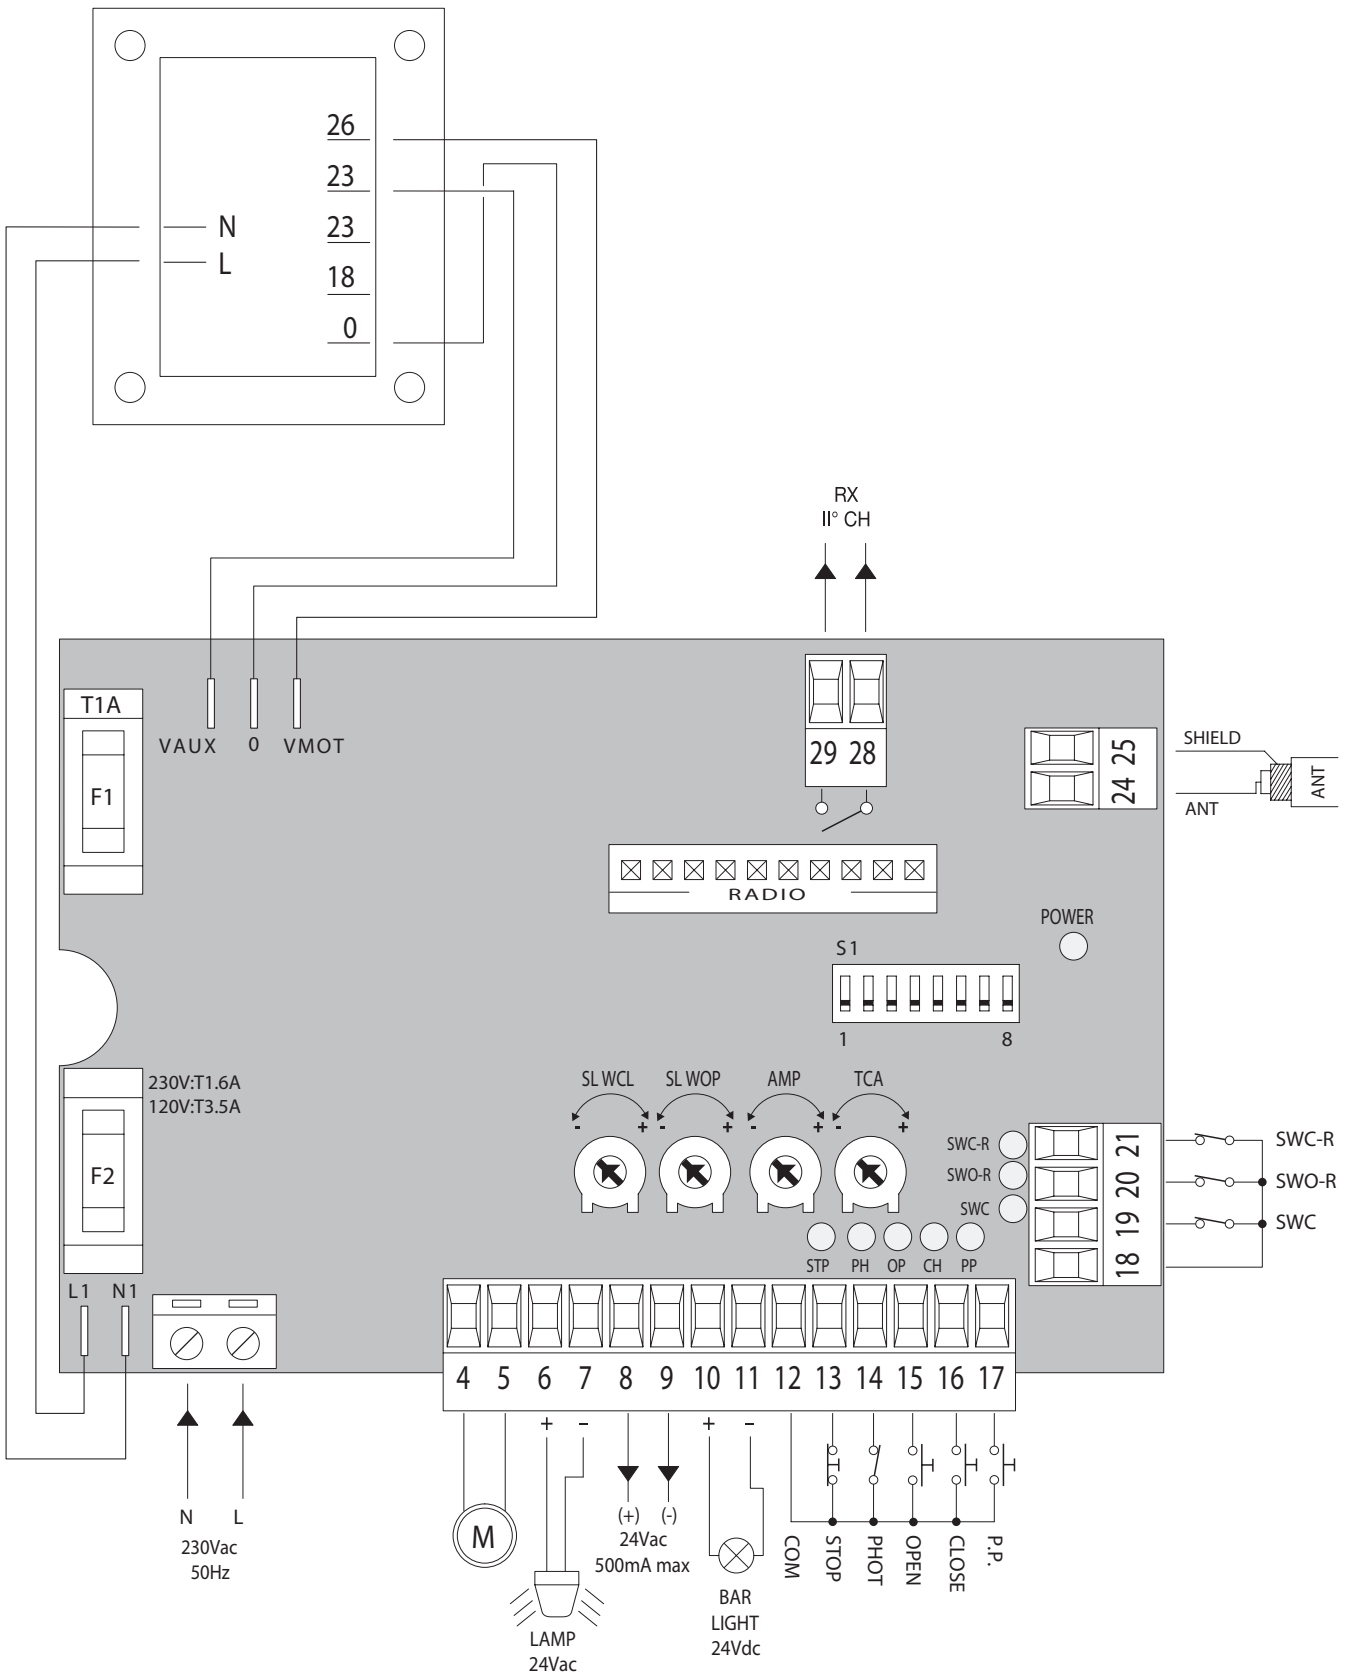 26
23
N
23
L
18
0
RX
II° CH
T1A
VAUX 0 VMOT
F1
29 28
25
24
SHIELD
ANT
ANT
RADIO
POWER
S1
1 8
230V:T1.6A
120V:T3.5A
F2
SL WCL SL WOP AMP TCA
- + - + - + - +
SWC-R
SWO-R
SWC
21
20
19
18
SWC-R
SWO-R
SWC
STP PH OP CH PP
L1 N1
4 5 6 7 8 9 10 11 12 13 14 15 16 17
+ - + -
N L
230Vac
50Hz
M
(+) (-)
24Vac
500mA max
LAMP
24Vac
BAR
LIGHT
24Vdc
COM
STOP
PHOT
OPEN
CLOSE
P.P.